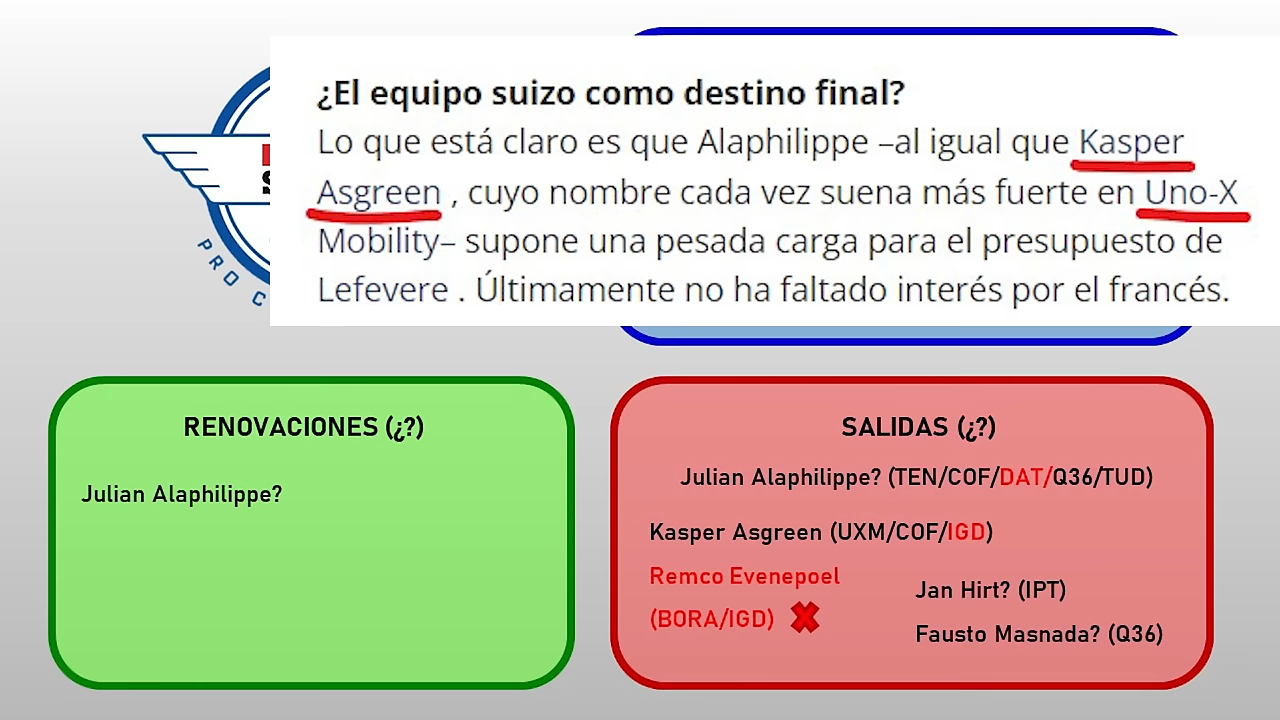 ¿El equipo suizo como destino final?
Lo que está claro es que Alaphilippe –al igual que Kasper
Asgreen , cuyo nombre cada vez suena más fuerte en Uno-X
Mobility– supone una pesada carga para el presupuesto de
Lefevere . Últimamente no ha faltado interés por el francés.
PRO C
RENOVACIONES (¿?)
Julian Alaphilippe?
SALIDAS (¿?)
Julian Alaphilippe? (TEN/COF/DAT/Q36/TUD)
Kasper Asgreen (UXM/COF/IGD)
Remco Evenepoel
(BORA/IGD)
Jan Hirt? (IPT)
Fausto Masnada? (Q36)